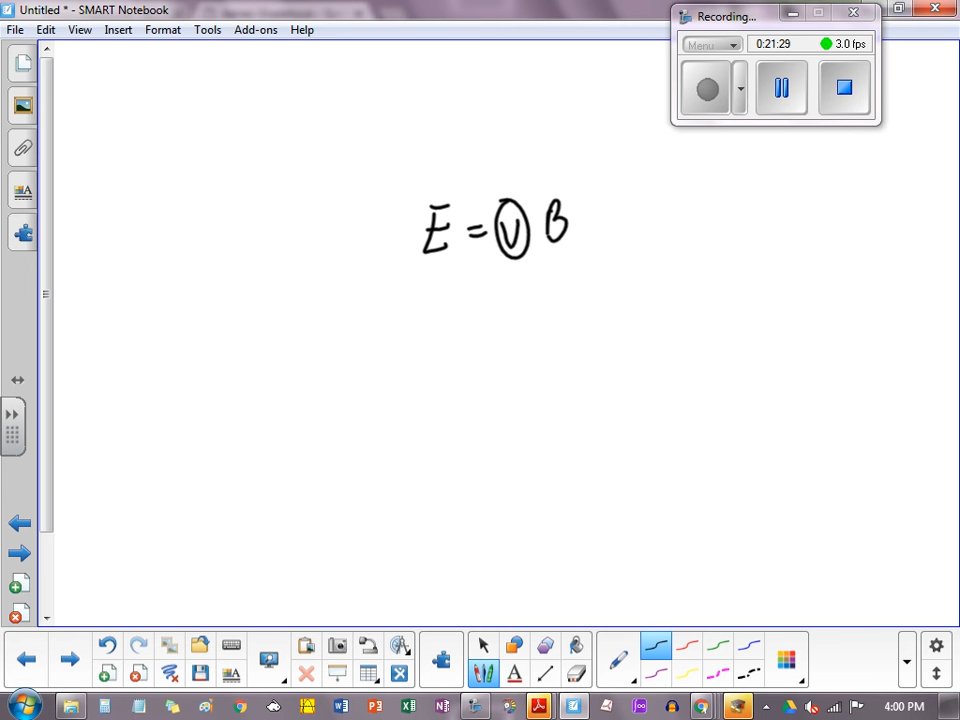 Untitled * - SMART Notebook
File Edit View Insert Format Tools Add-ons Help
Recording...
Menu 0:21:29 3.0 fps
E = V B
4:00 PM